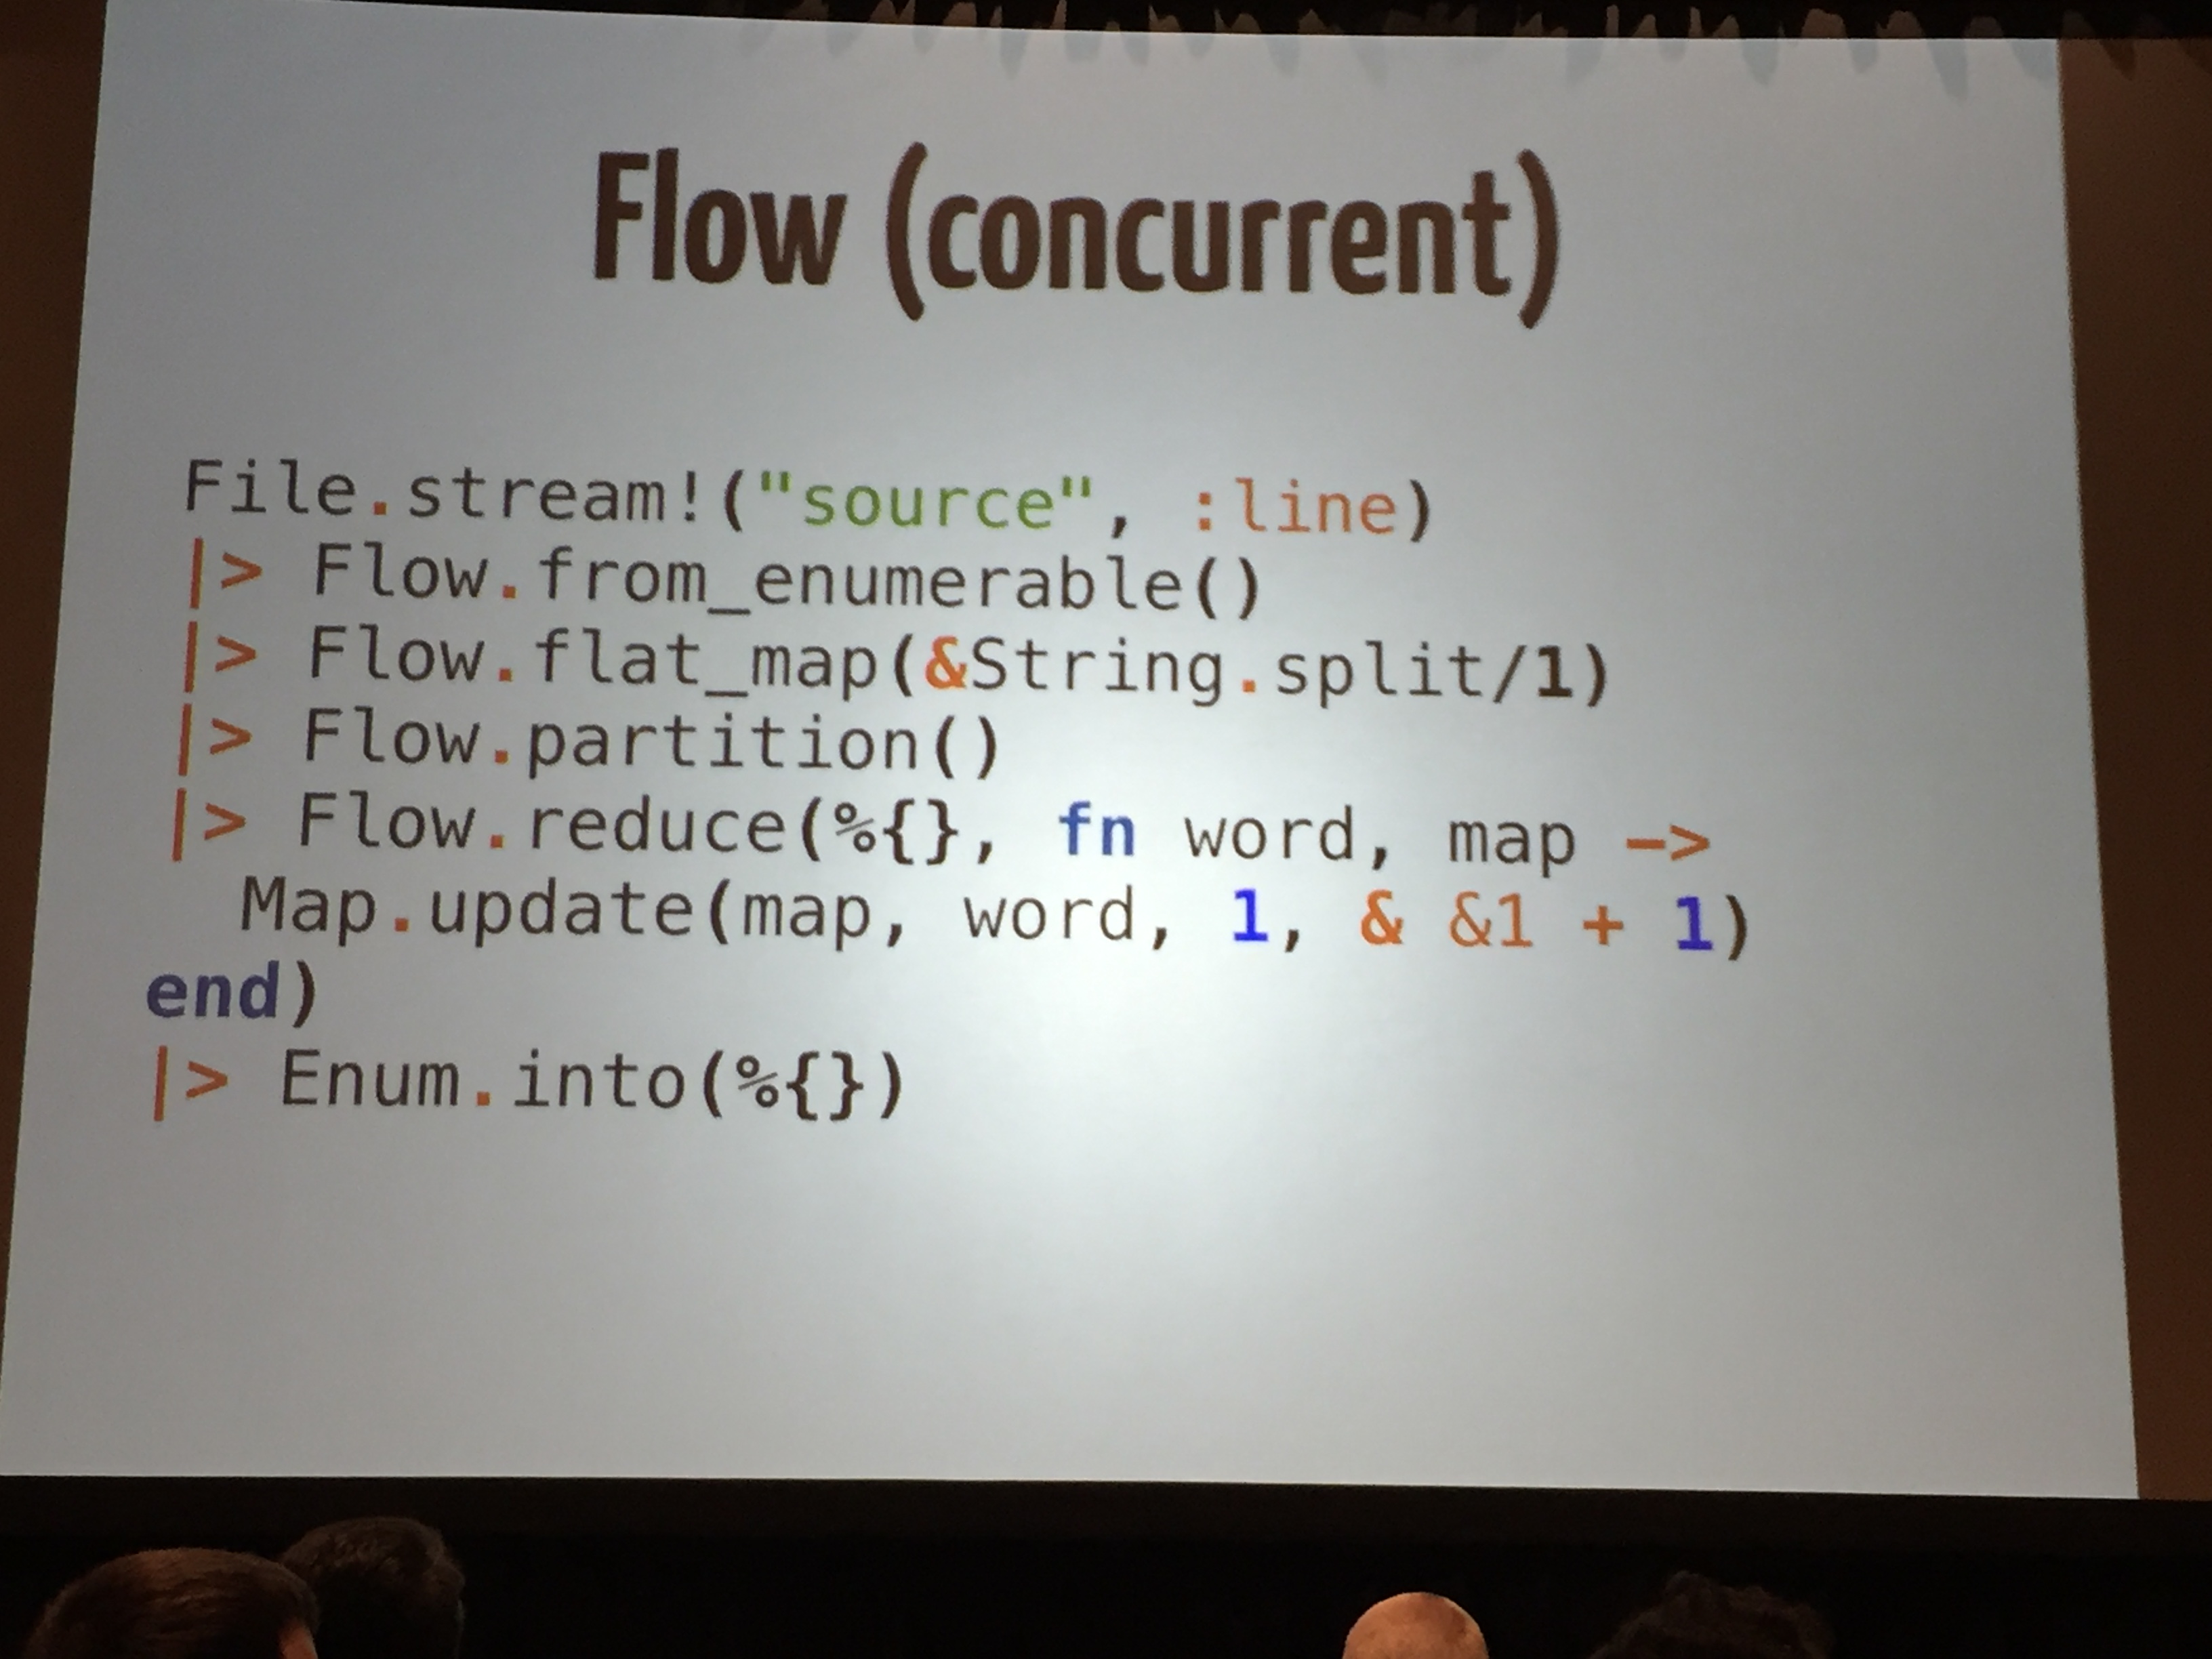 Flow (concurrent)
File.stream!("source", :line)
|> Flow.from_enumerable()
|> Flow.flat_map(&String.split/1)
|> Flow.partition()
|> Flow.reduce(%{}, fn word, map ->
Map.update(map, word, 1, & &1 + 1)
end)
|> Enum.into(%{})